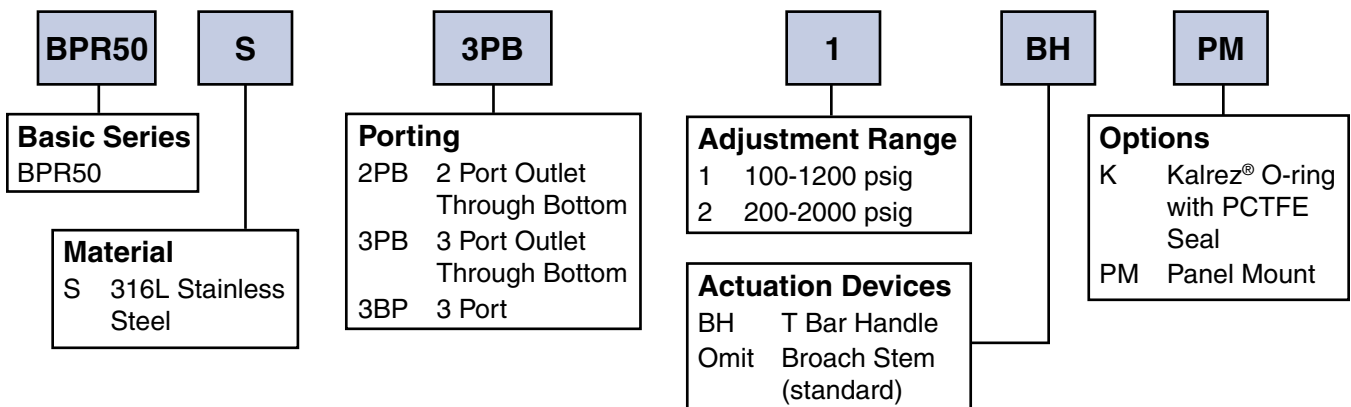 BPR50 S 3PB 1 BH PM
Basic Series
BPR50
Material
S 316L Stainless
Steel
Porting
2PB 2 Port Outlet
Through Bottom
3PB 3 Port Outlet
Through Bottom
3BP 3 Port
Adjustment Range
1 100-1200 psig
2 200-2000 psig
Actuation Devices
BH T Bar Handle
Omit Broach Stem
(standard)
Options
K Kalrez® O-ring
with PCTFE
Seal
PM Panel Mount